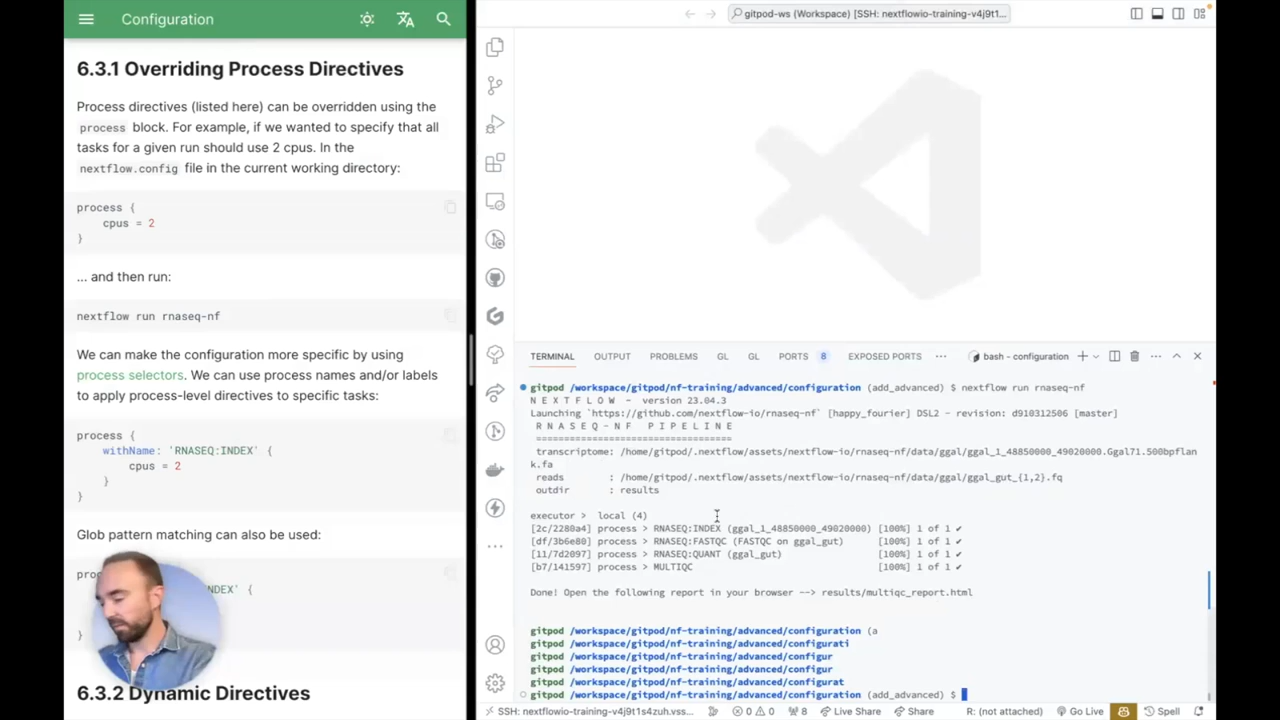 Configuration
6.3.1 Overriding Process Directives
Process directives (listed here) can be overridden using the
process block. For example, if we wanted to specify that all
tasks for a given run should use 2 cpus. In the
nextflow.config file in the current working directory:
process {
cpus = 2
}
... and then run:
nextflow run rnaseq-nf
We can make the configuration more specific by using
process selectors. We can use process names and/or labels
to apply process-level directives to specific tasks:
process {
withName: 'RNASEQ:INDEX' {
cpus = 2
}
}
Glob pattern matching can also be used:
NDEX' {
}
6.3.2 Dynamic Directives
gitpod-ws (Workspace) [SSH: nextflowio-training-v4j9t1...
TERMINAL OUTPUT PROBLEMS GL GL PORTS 8 EXPOSED PORTS ... bash - configuration
gitpod /workspace/gitpod/nf-training/advanced/configuration (add_advanced) $ nextflow run rnaseq-nf
N E X T F L O W ~ version 23.04.3
Launching `https://github.com/nextflow-io/rnaseq-nf` [happy_fourier] DSL2 - revision: d910312506 [master]
R N A S E Q - N F P I P E L I N E
===================================
transcriptome: /home/gitpod/.nextflow/assets/nextflow-io/rnaseq-nf/data/ggal/ggal_1_48850000_49020000.Ggal71.500bpflan
k.fa
reads : /home/gitpod/.nextflow/assets/nextflow-io/rnaseq-nf/data/ggal/ggal_gut_{1,2}.fq
outdir : results
executor > local (4)
[2c/2280a4] process > RNASEQ:INDEX (ggal_1_48850000_49020000) [100%] 1 of 1 ✔
[df/3b6e80] process > RNASEQ:FASTQC (FASTQC on ggal_gut) [100%] 1 of 1 ✔
[11/7d2097] process > RNASEQ:QUANT (ggal_gut) [100%] 1 of 1 ✔
[b7/141597] process > MULTIQC [100%] 1 of 1 ✔
Done! Open the following report in your browser --> results/multiqc_report.html
gitpod /workspace/gitpod/nf-training/advanced/configuration (a
gitpod /workspace/gitpod/nf-training/advanced/configurati
gitpod /workspace/gitpod/nf-training/advanced/configur
gitpod /workspace/gitpod/nf-training/advanced/configur
gitpod /workspace/gitpod/nf-training/advanced/configurat
gitpod /workspace/gitpod/nf-training/advanced/configuration (add_advanced) $
SSH: nextflowio-training-v4j9t1s4zuh.vss... 0 0 8 Live Share Share R: (not attached) Go Live Spell